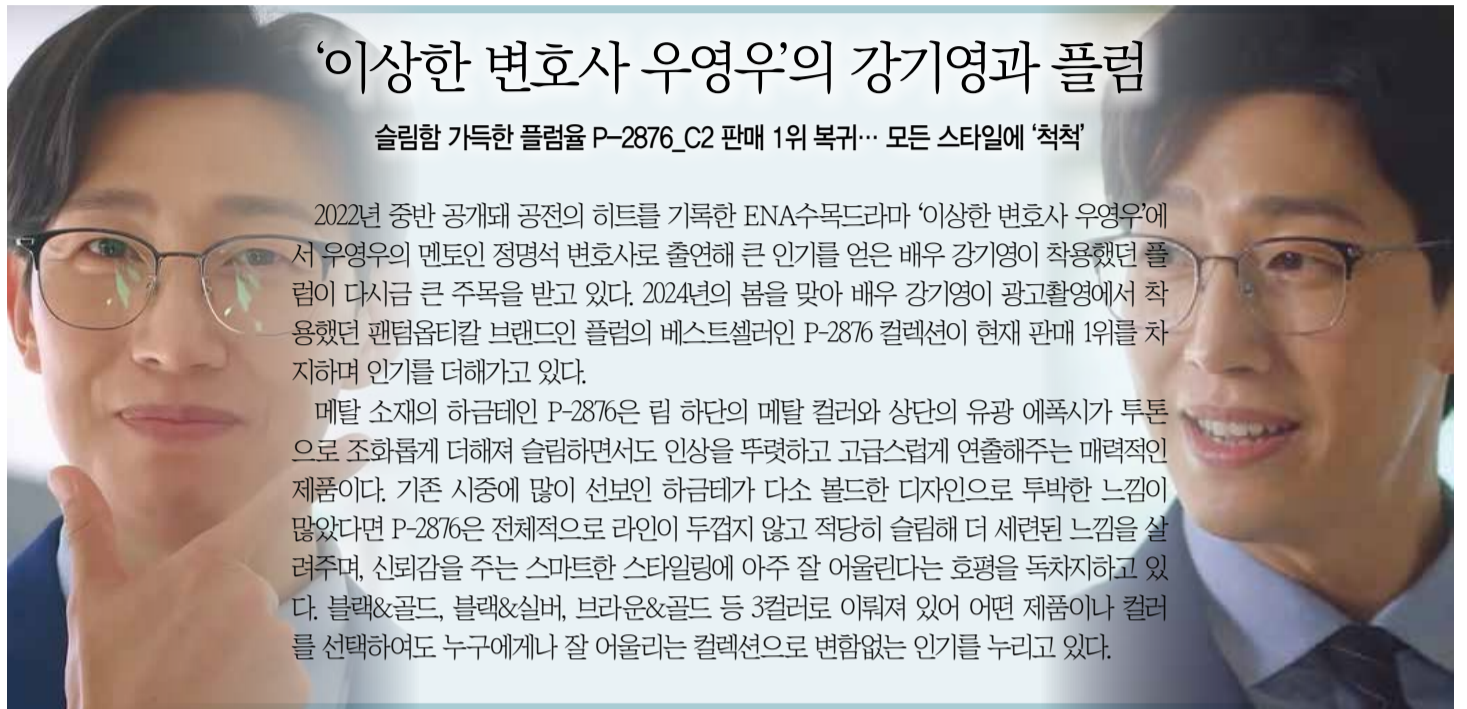 ‘이상한 변호사 우영우’의 강기영과 플럼
슬림함 가득한 플럼율 P-2876_C2 판매 1위 복귀… 모든 스타일에 ‘척척’
2022년 중반 공개돼 공전의 히트를 기록한 ENA수목드라마 ‘이상한 변호사 우영우’에
서 우영우의 멘토인 정명석 변호사로 출연해 큰 인기를 얻은 배우 강기영이 착용했던 플
럼이 다시금 큰 주목을 받고 있다. 2024년의 봄을 맞아 배우 강기영이 광고촬영에서 착
용했던 팬텀옵티칼 브랜드인 플럼의 베스트셀러인 P-2876 컬렉션이 현재 판매 1위를 차
지하며 인기를 더해가고 있다.
메탈 소재의 하금테인 P-2876은 림 하단의 메탈 컬러와 상단의 유광 에폭시가 투톤
으로 조화롭게 더해져 슬림하면서도 인상을 뚜렷하고 고급스럽게 연출해주는 매력적인
제품이다. 기존 시중에 많이 선보인 하금테가 다소 볼드한 디자인으로 투박한 느낌이
많았다면 P-2876은 전체적으로 라인이 두껍지 않고 적당히 슬림해 더 세련된 느낌을 살
려주며, 신뢰감을 주는 스마트한 스타일링에 아주 잘 어울린다는 호평을 독차지하고 있
다. 블랙&골드, 블랙&실버, 브라운&골드 등 3컬러로 이뤄져 있어 어떤 제품이나 컬러
를 선택하여도 누구에게나 잘 어울리는 컬렉션으로 변함없는 인기를 누리고 있다.